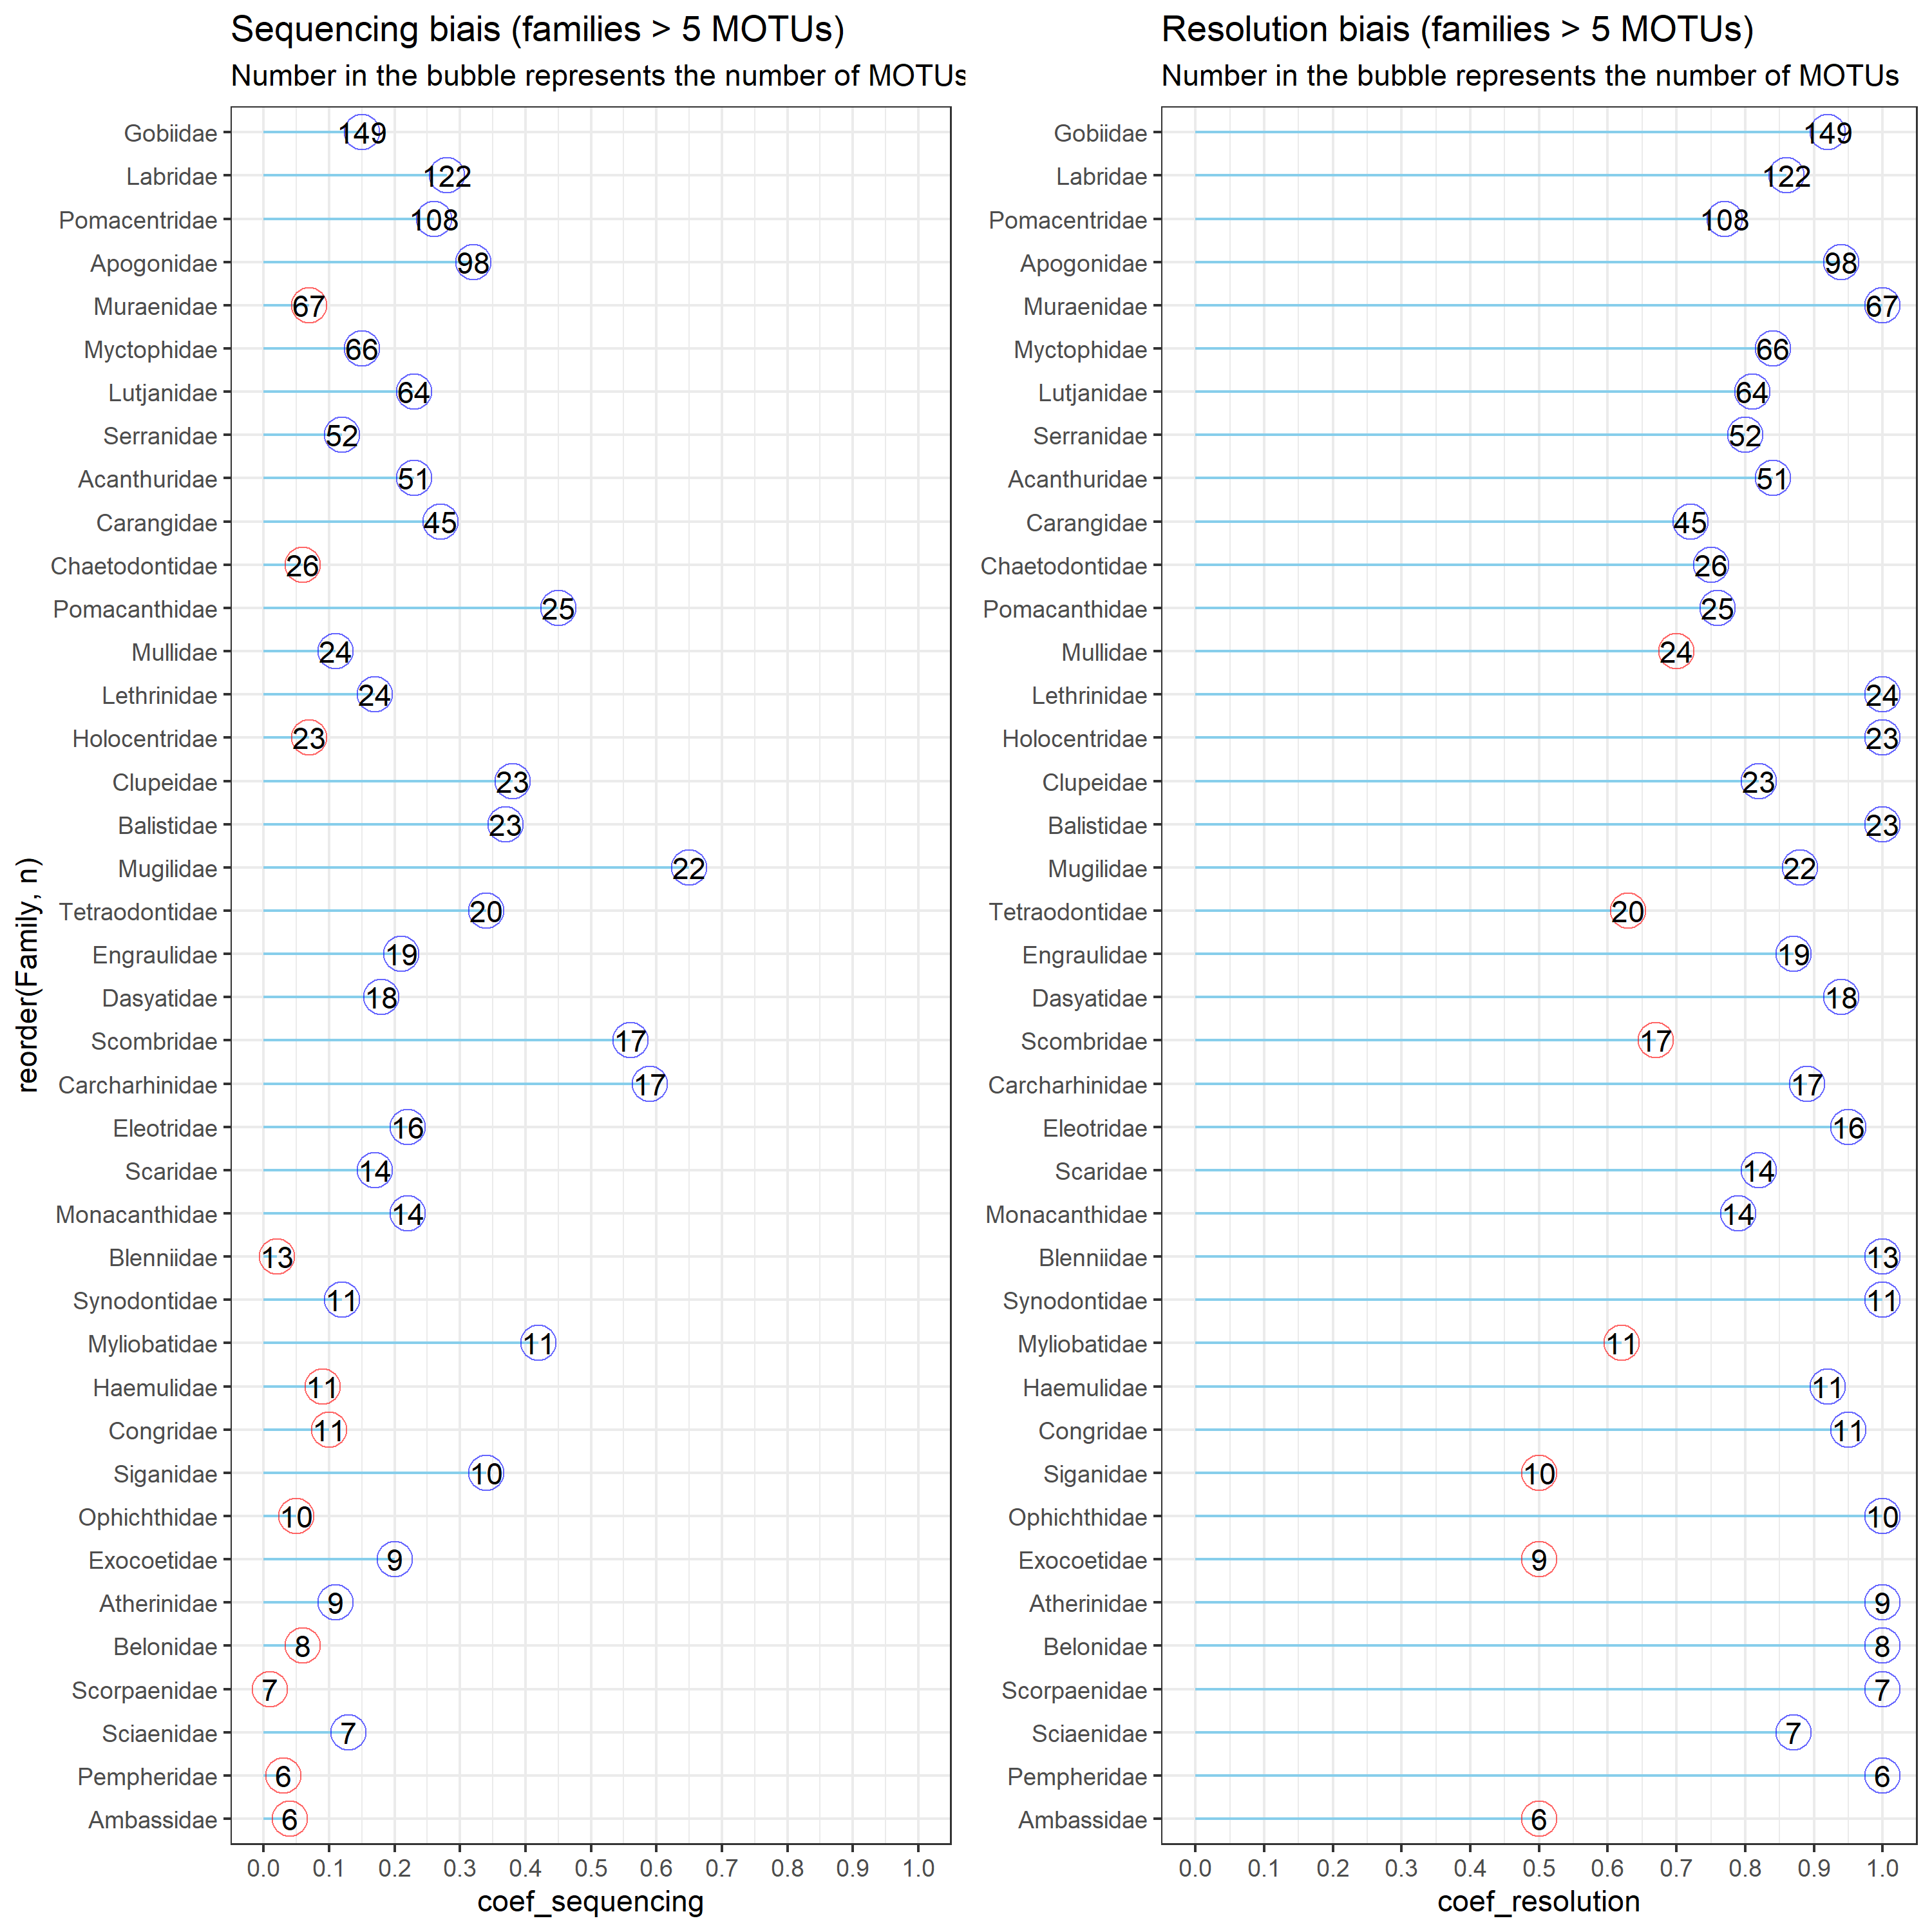 Sequencing biais (families > 5 MOTUs)
Number in the bubble represents the number of MOTUs
reorder(Family, n)
Gobiidae 149
Labridae 122
Pomacentridae 108
Apogonidae 98
Muraenidae 67
Myctophidae 66
Lutjanidae 64
Serranidae 52
Acanthuridae 51
Carangidae 45
Chaetodontidae 26
Pomacanthidae 25
Mullidae 24
Lethrinidae 24
Holocentridae 23
Clupeidae 23
Balistidae 23
Mugilidae 22
Tetraodontidae 20
Engraulidae 19
Dasyatidae 18
Scombridae 17
Carcharhinidae 17
Eleotridae 16
Scaridae 14
Monacanthidae 14
Blenniidae 13
Synodontidae 11
Myliobatidae 11
Haemulidae 11
Congridae 11
Siganidae 10
Ophichthidae 10
Exocoetidae 9
Atherinidae 9
Belonidae 8
Scorpaenidae 7
Sciaenidae 7
Pempheridae 6
Ambassidae 6
0.0 0.1 0.2 0.3 0.4 0.5 0.6 0.7 0.8 0.9 1.0
coef_sequencing
Resolution biais (families > 5 MOTUs)
Number in the bubble represents the number of MOTUs
Gobiidae 149
Labridae 122
Pomacentridae 108
Apogonidae 98
Muraenidae 67
Myctophidae 66
Lutjanidae 64
Serranidae 52
Acanthuridae 51
Carangidae 45
Chaetodontidae 26
Pomacanthidae 25
Mullidae 24
Lethrinidae 24
Holocentridae 23
Clupeidae 23
Balistidae 23
Mugilidae 22
Tetraodontidae 20
Engraulidae 19
Dasyatidae 18
Scombridae 17
Carcharhinidae 17
Eleotridae 16
Scaridae 14
Monacanthidae 14
Blenniidae 13
Synodontidae 11
Myliobatidae 11
Haemulidae 11
Congridae 11
Siganidae 10
Ophichthidae 10
Exocoetidae 9
Atherinidae 9
Belonidae 8
Scorpaenidae 7
Sciaenidae 7
Pempheridae 6
Ambassidae 6
0.0 0.1 0.2 0.3 0.4 0.5 0.6 0.7 0.8 0.9 1.0
coef_resolution